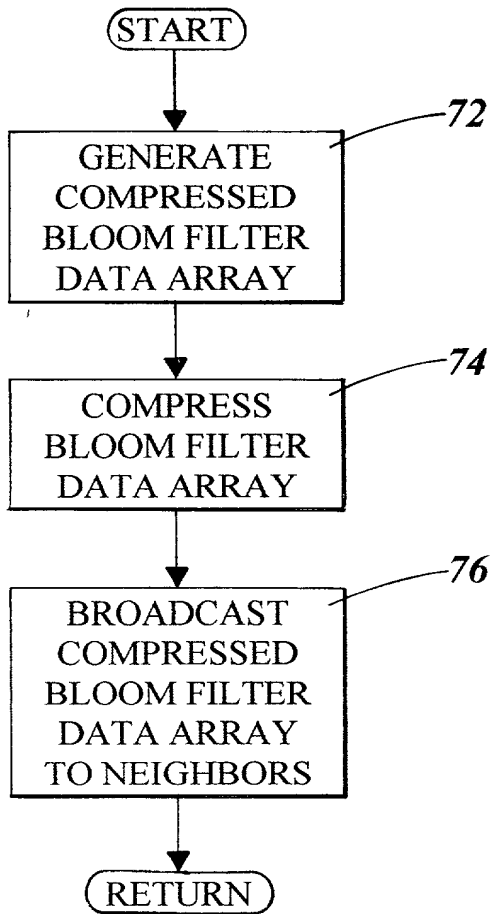 START
72
GENERATE
COMPRESSED
BLOOM FILTER
DATA ARRAY
74
COMPRESS
BLOOM FILTER
DATA ARRAY
76
BROADCAST
COMPRESSED
BLOOM FILTER
DATA ARRAY
TO NEIGHBORS
RETURN